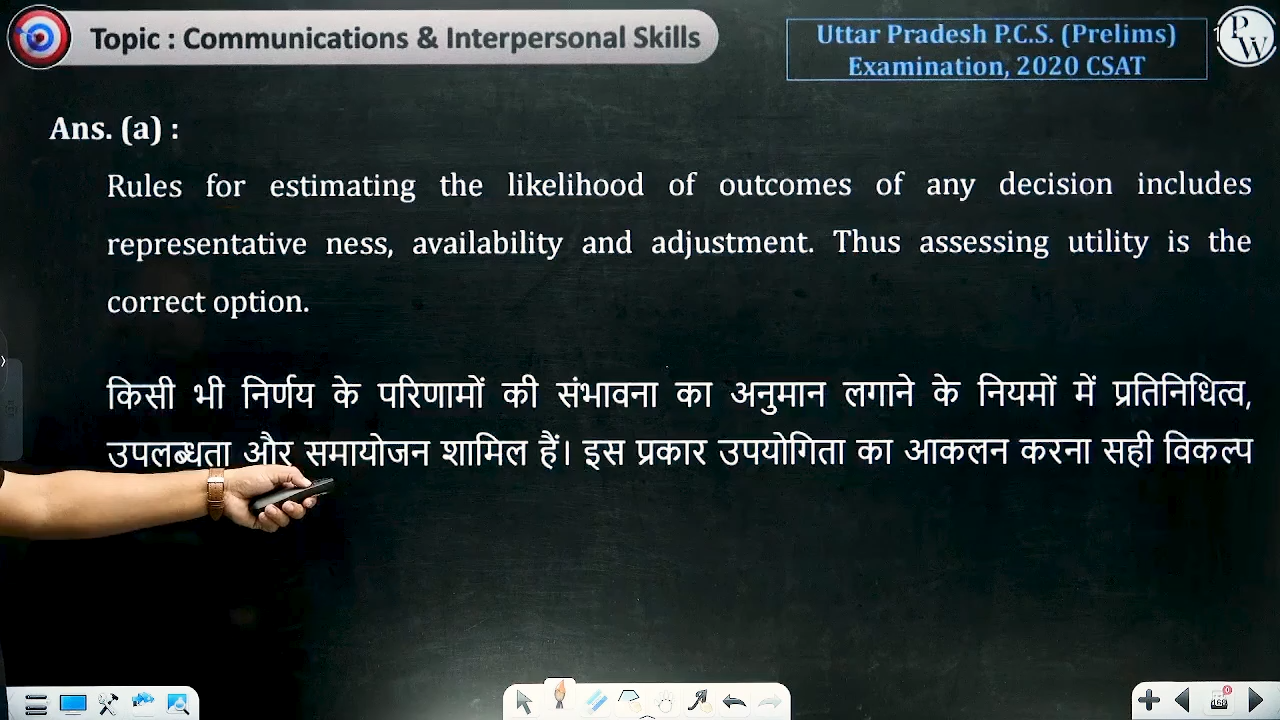 Topic : Communications & Interpersonal Skills
Uttar Pradesh P.C.S. (Prelims)
Examination, 2020 CSAT
PW
Ans. (a) :
Rules for estimating the likelihood of outcomes of any decision includes
representative ness, availability and adjustment. Thus assessing utility is the
correct option.
किसी भी निर्णय के परिणामों की संभावना का अनुमान लगाने के नियमों में प्रतिनिधित्व,
उपलब्धता और समायोजन शामिल हैं। इस प्रकार उपयोगिता का आकलन करना सही विकल्प